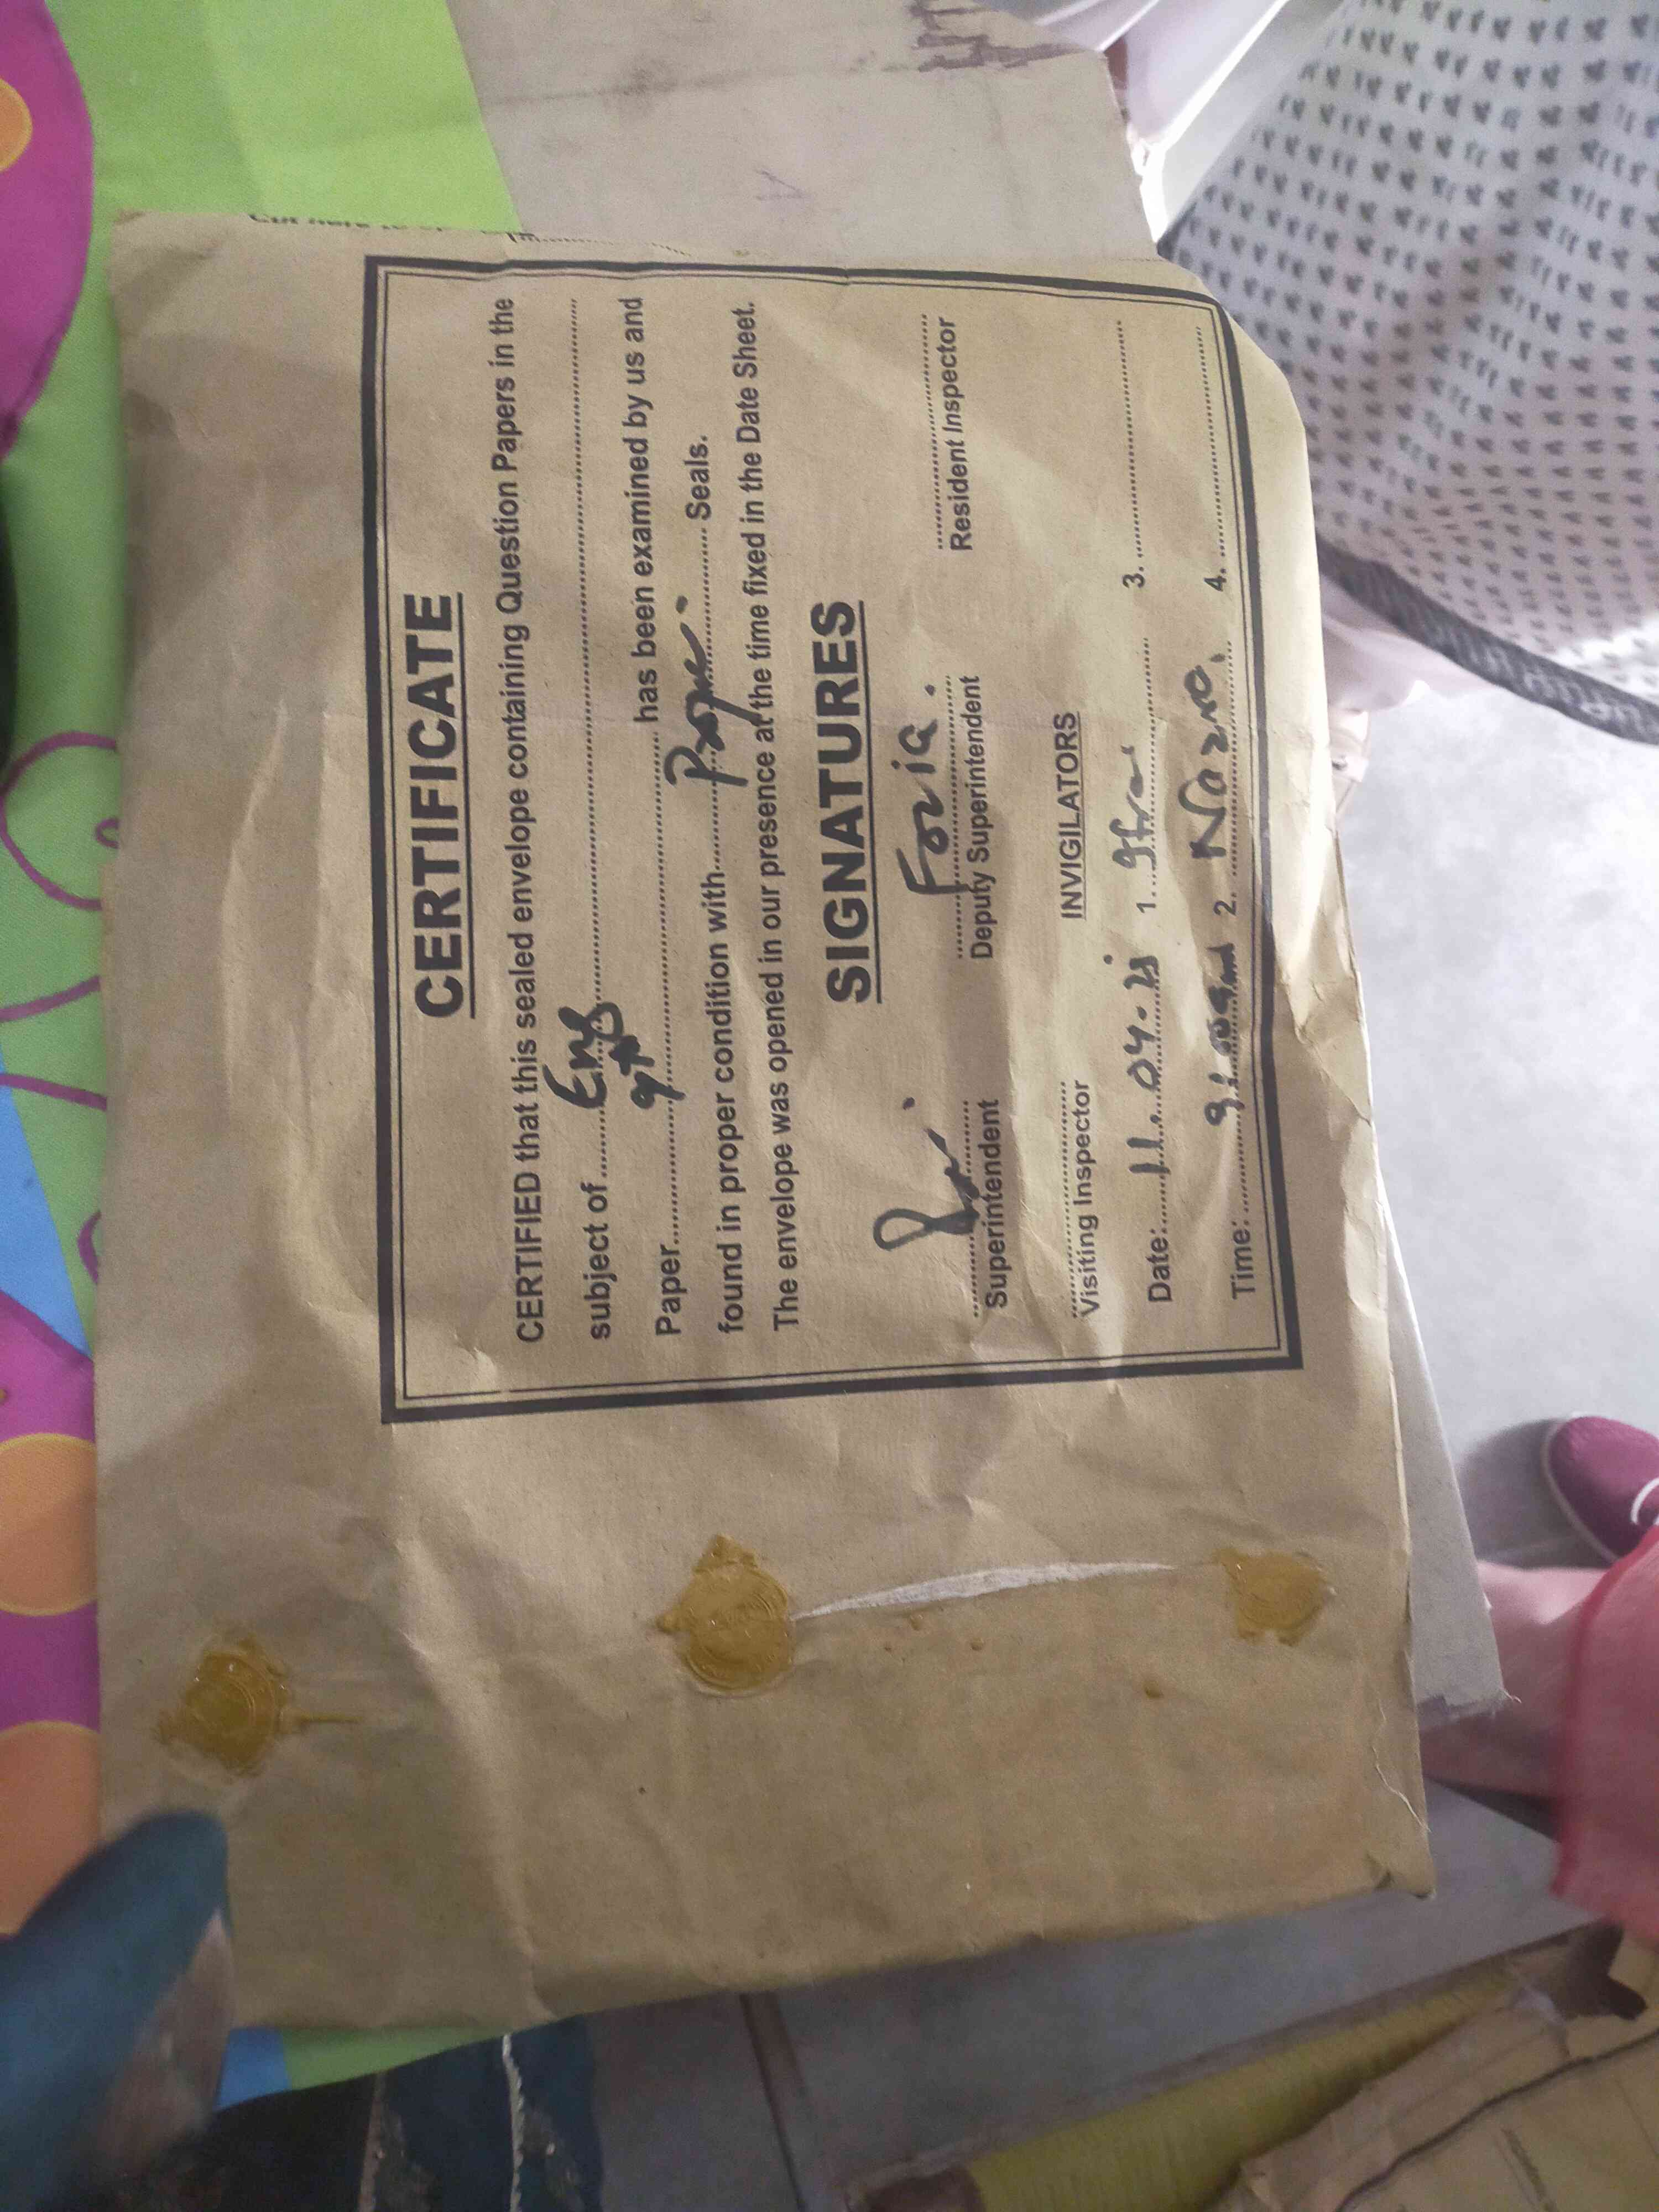 CERTIFICATE
CERTIFIED that this sealed envelope containing Question Papers in the
subject of ..........Eng..........
Paper..........9th.......... has been examined by us and
found in proper condition with..........Proper.......... Seals.
The envelope was opened in our presence at the time fixed in the Date Sheet.
SIGNATURES
Fozia.
Superintendent Deputy Superintendent Resident Inspector
Visiting Inspector INVIGILATORS
Date:..........11.04.25 1. .......... 3. ..........
Time: ..........9:00 am 2. .......... 4. ..........